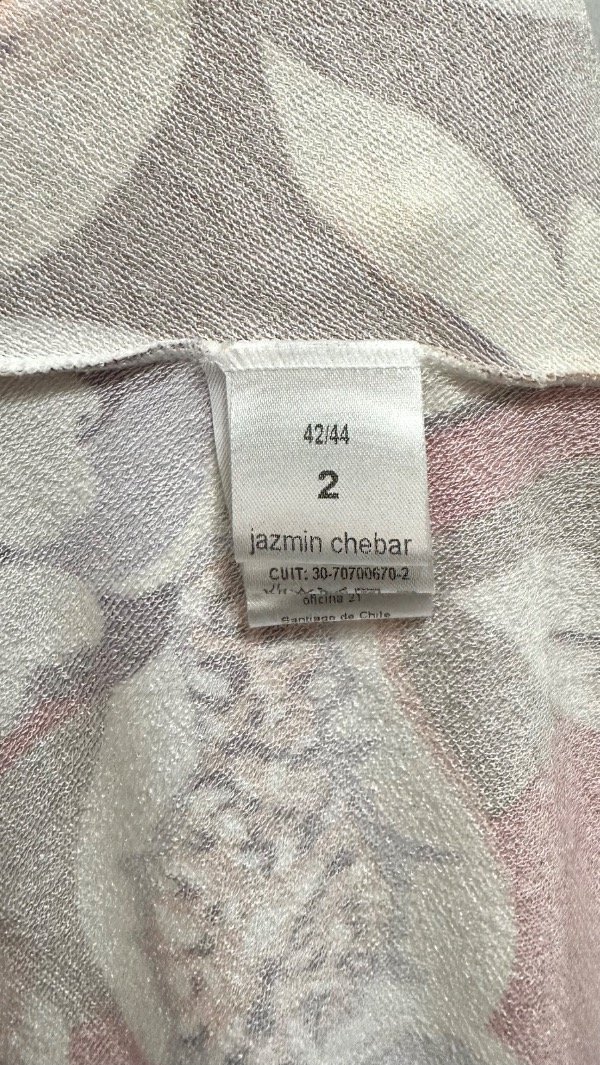 42/44
2
jazmin chebar
CUIT: 30-70700670-2
oficina 21
Santiago de Chile